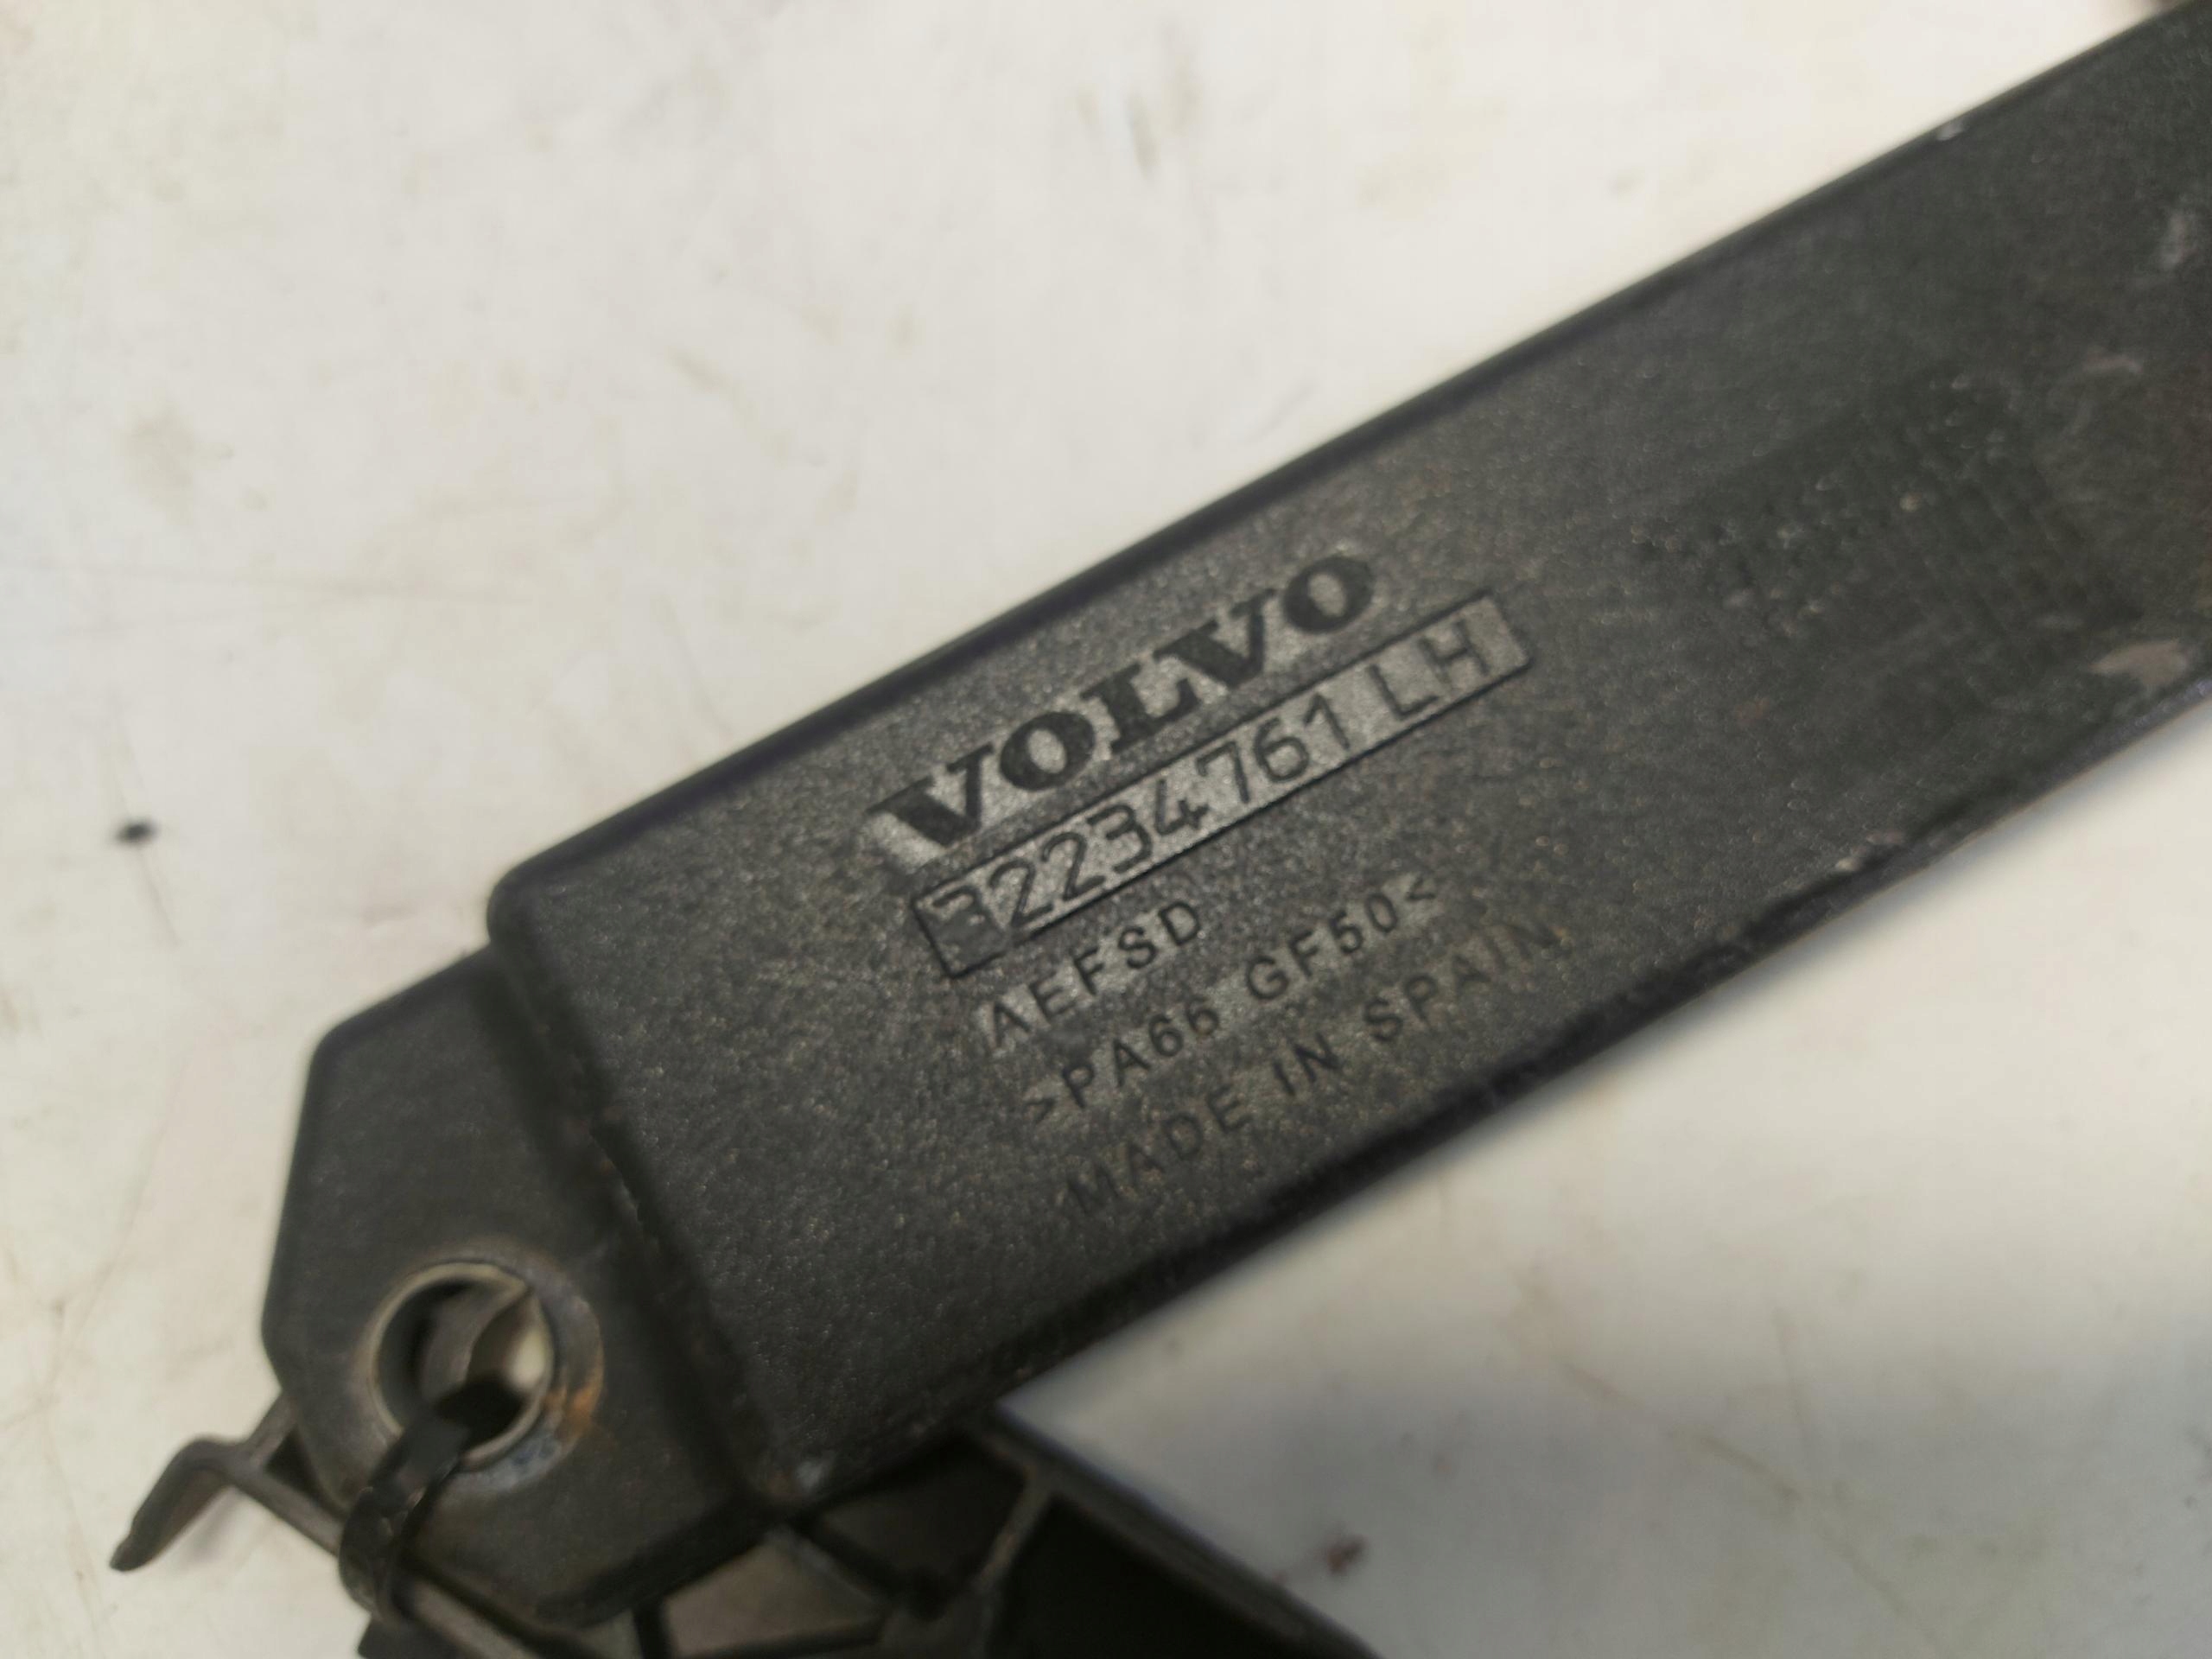 VOLVO
32234761 LH
AEFSD
>PA66 GF50<
MADE IN SPAIN